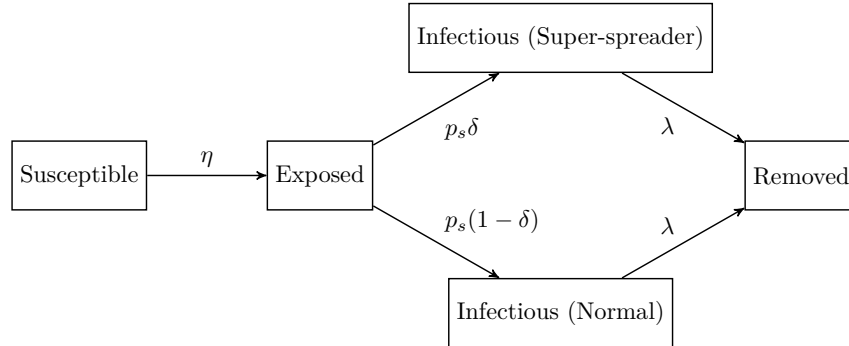 Infectious (Super-spreader)
p_sδ
λ
Susceptible
η
Exposed
Removed
p_s(1 − δ)
λ
Infectious (Normal)